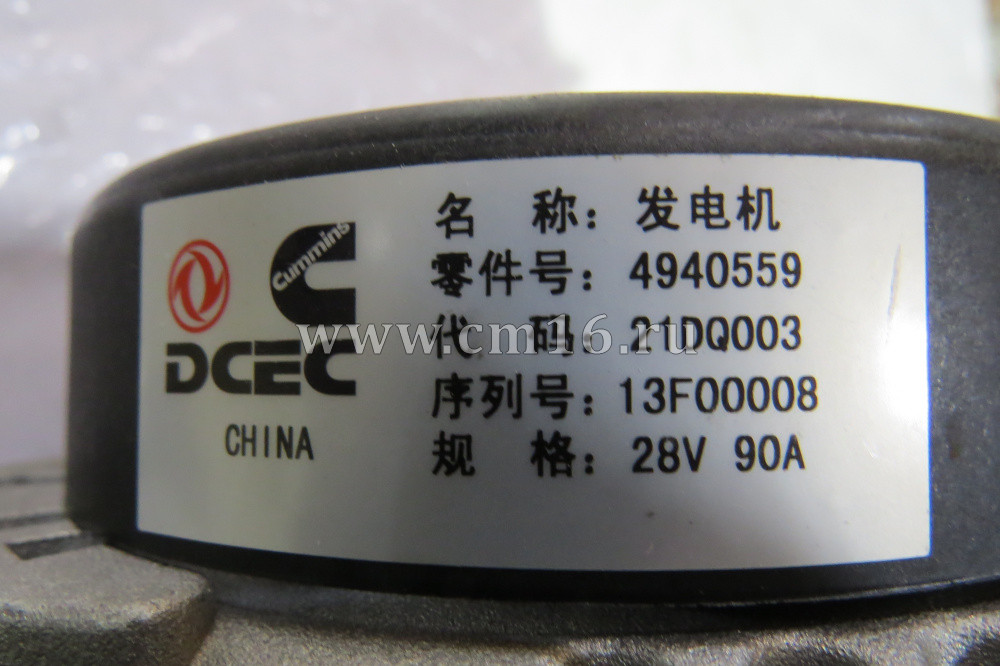 Cummins
DCEC
CHINA
名 称: 发电机
零件号: 4940559
代 码: 21DQ003
序列号: 13F00008
规 格: 28V 90A
www.cm16.ru